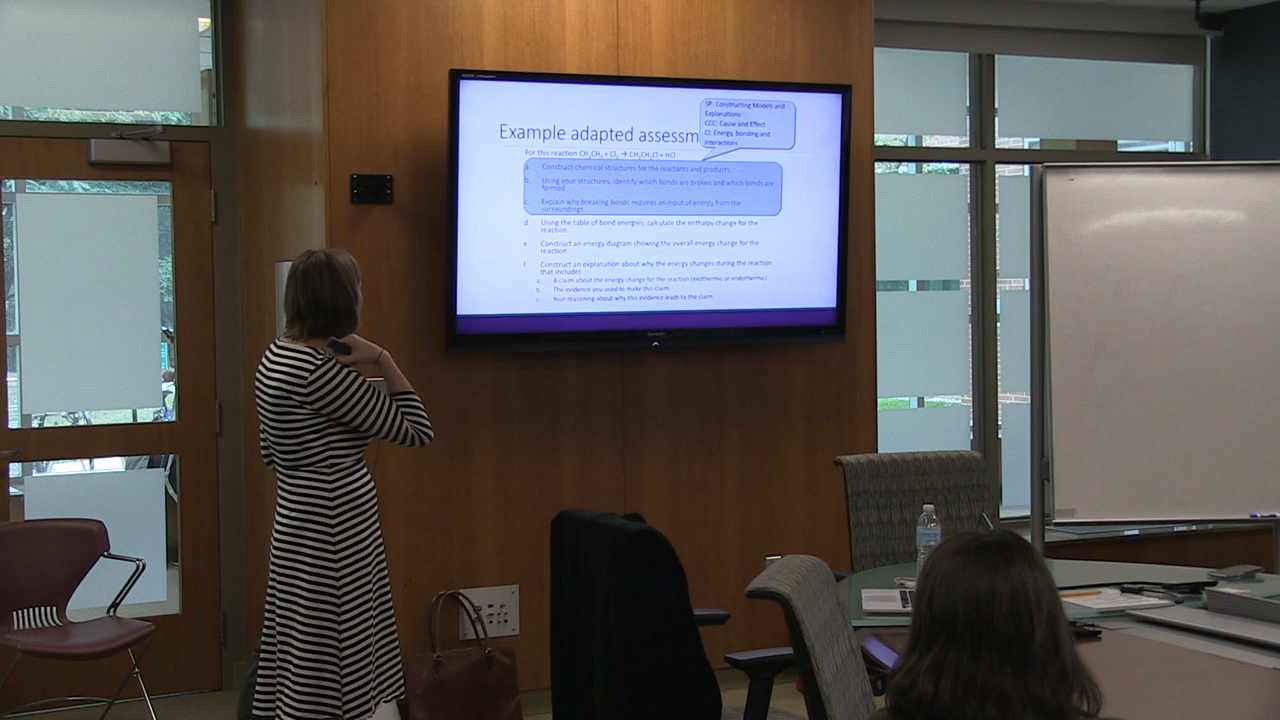 SP: Constructing Models and
Explanations
CCC: Cause and Effect
CI: Energy, bonding and
interactions
Example adapted assessm
For this reaction CH3CH3 + Cl2 → CH3CH2Cl + HCl
a. Construct chemical structures for the reactants and products.
b. Using your structures, identify which bonds are broken and which bonds are
formed
c. Explain why breaking bonds requires an input of energy from the
surroundings.
d. Using the table of bond energies, calculate the enthalpy change for the
reaction.
e. Construct an energy diagram showing the overall energy change for the
reaction.
f. Construct an explanation about why the energy changes during the reaction
that includes
a. A claim about the energy change for the reaction (exothermic or endothermic)
b. The evidence you used to make this claim
c. Your reasoning about why this evidence leads to the claim
SHARP